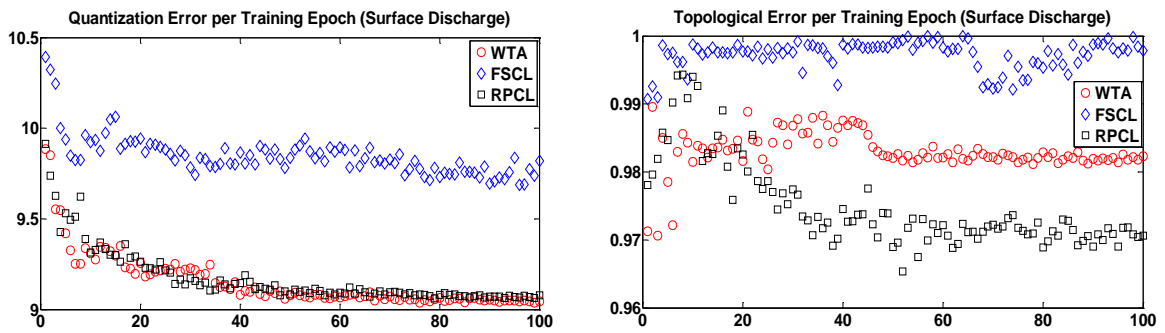 Quantization Error per Training Epoch (Surface Discharge)
10.5
10
9.5
9
0
20
40
60
80
100
WTA
FSCL
RPCL
Topological Error per Training Epoch (Surface Discharge)
1
0.99
0.98
0.97
0.96
0
20
40
60
80
100
WTA
FSCL
RPCL